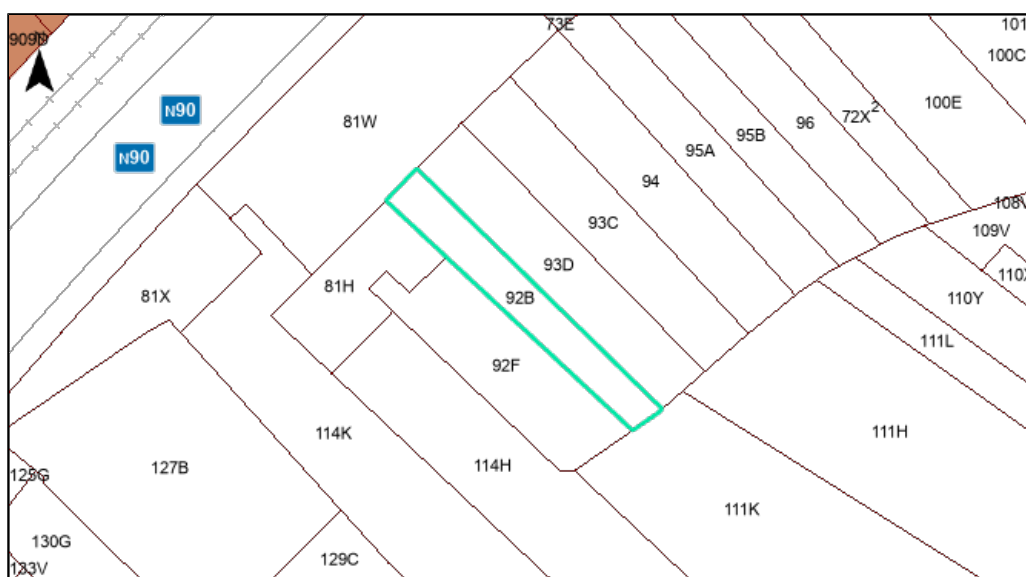 73E
101
909D
N
100C
N90
100E
72X²
81W
96
95B
95A
N90
94
108V
93C
109V
93D
110X
81H
81X
92B
110Y
111L
92F
114K
111H
127B
114H
125G
111K
130G
129C
133V